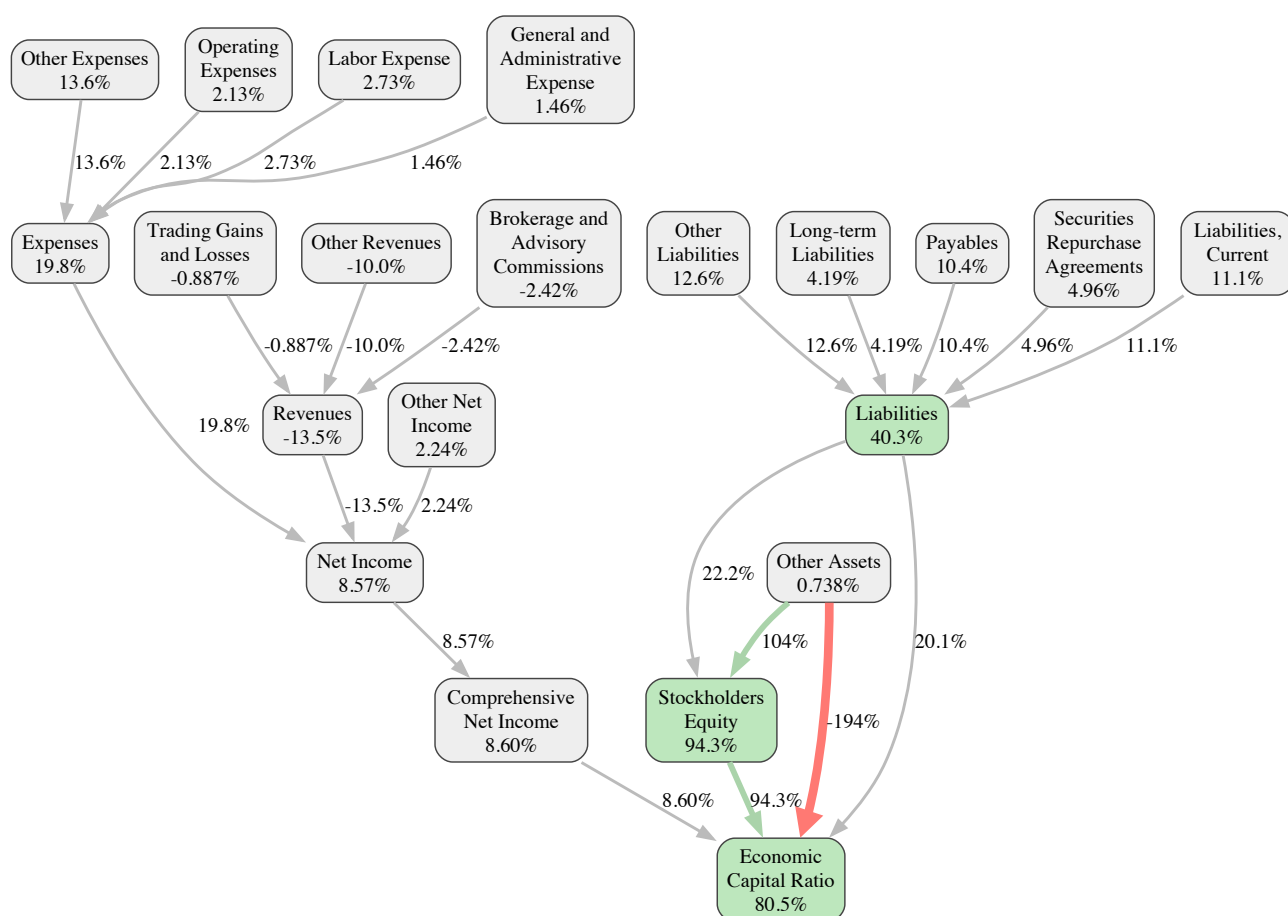 Other Expenses
13.6%
Operating
Expenses
2.13%
Labor Expense
2.73%
General and
Administrative
Expense
1.46%
13.6%
2.13%
2.73%
1.46%
Expenses
19.8%
Trading Gains
and Losses
-0.887%
Other Revenues
-10.0%
Brokerage and
Advisory
Commissions
-2.42%
Other
Liabilities
12.6%
Long-term
Liabilities
4.19%
Payables
10.4%
Securities
Repurchase
Agreements
4.96%
Liabilities,
Current
11.1%
-0.887%
-10.0%
-2.42%
12.6%
4.19%
10.4%
4.96%
11.1%
19.8%
Revenues
-13.5%
Other Net
Income
2.24%
Liabilities
40.3%
-13.5%
2.24%
Net Income
8.57%
22.2%
Other Assets
0.738%
8.57%
104%
20.1%
Comprehensive
Net Income
8.60%
Stockholders
Equity
94.3%
-194%
8.60%
94.3%
Economic
Capital Ratio
80.5%